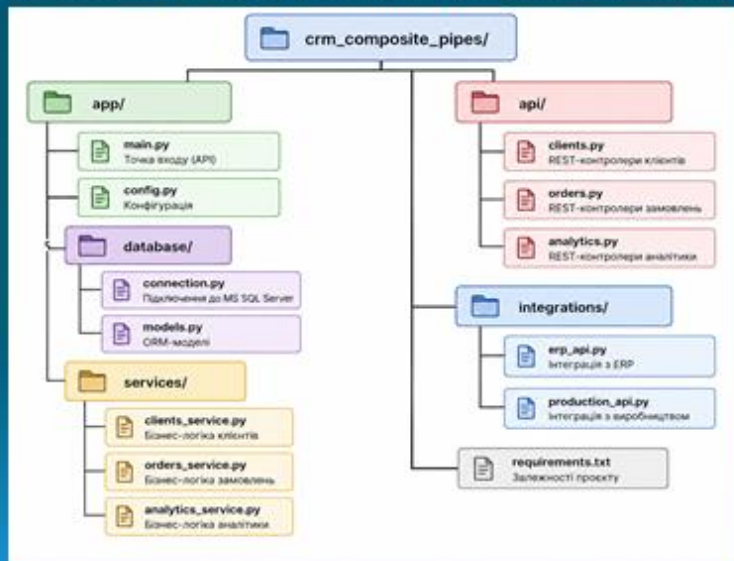 crm_composite_pipes/
app/
main.py
Точка входу (API)
config.py
Конфігурація
database/
connection.py
Підключення до MS SQL Server
models.py
ORM-моделі
services/
clients_service.py
Бізнес-логіка клієнтів
orders_service.py
Бізнес-логіка замовлень
analytics_service.py
Бізнес-логіка аналітики
api/
clients.py
REST-контролери клієнтів
orders.py
REST-контролери замовлень
analytics.py
REST-контролери аналітики
integrations/
erp_api.py
Інтеграція з ERP
production_api.py
Інтеграція з виробництвом
requirements.txt
Залежності проєкту